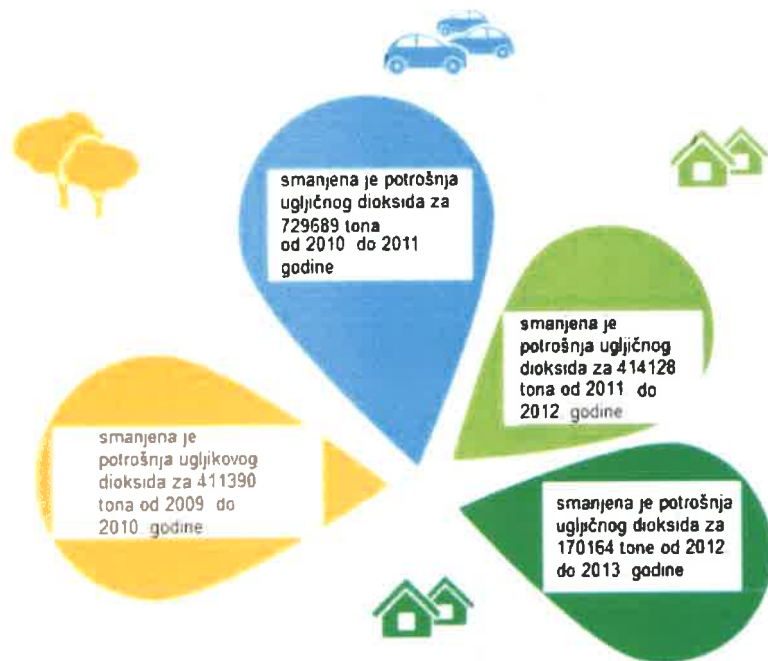 smanjena je potrošnja
ugljičnog dioksida za
729689 tona
od 2010 do 2011
godine
smanjena je
potrošnja ugljičnog
dioksida za 414128
tona od 2011 do
2012. godine
smanjena je
potrošnja ugljikovog
dioksida za 411390
tona od 2009 do
2010. godine
smanjena je potrošnja
ugljičnog dioksida za
170164 tone od 2012
do 2013 godine